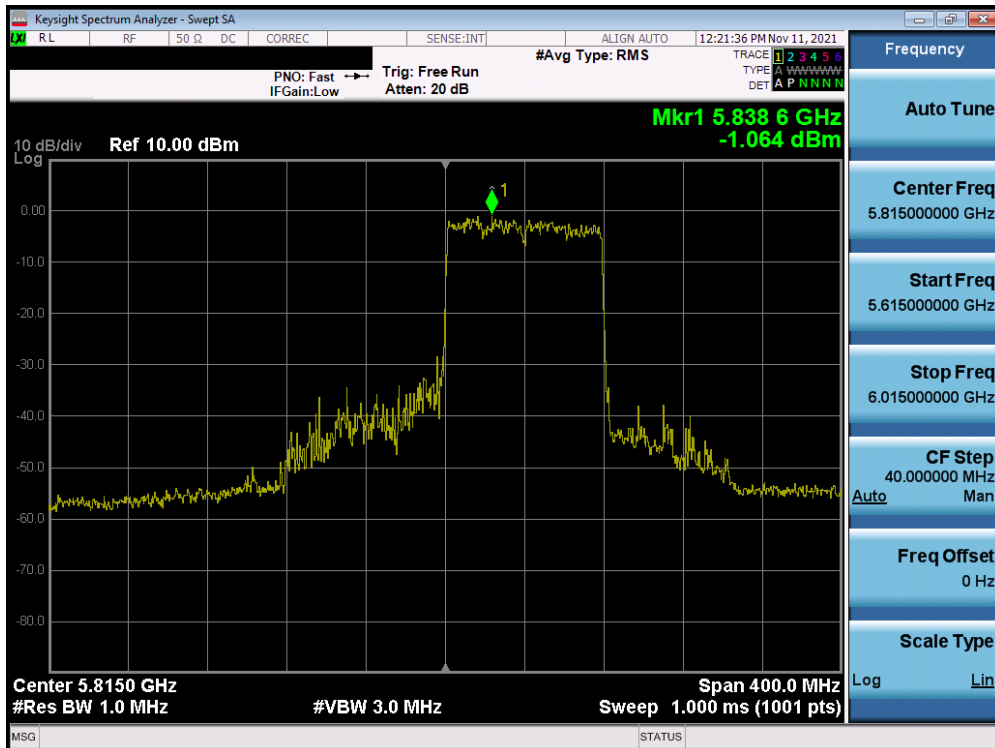 Keysight Spectrum Analyzer - Swept SA
LXI RL RF 50 Ω DC CORREC SENSE:INT ALIGN AUTO 12:21:36 PM Nov 11, 2021
#Avg Type: RMS TRACE 1 2 3 4 5 6
PNO: Fast Trig: Free Run TYPE A WWWWW
IFGain:Low Atten: 20 dB DET A P N N N N
Mkr1 5.838 6 GHz
-1.064 dBm
10 dB/div Ref 10.00 dBm
Log
1
0.00
-10.0
-20.0
-30.0
-40.0
-50.0
-60.0
-70.0
-80.0
Center 5.8150 GHz Span 400.0 MHz
#Res BW 1.0 MHz #VBW 3.0 MHz Sweep 1.000 ms (1001 pts)
MSG STATUS
Frequency
Auto Tune
Center Freq
5.815000000 GHz
Start Freq
5.615000000 GHz
Stop Freq
6.015000000 GHz
CF Step
40.000000 MHz
Auto Man
Freq Offset
0 Hz
Scale Type
Log Lin